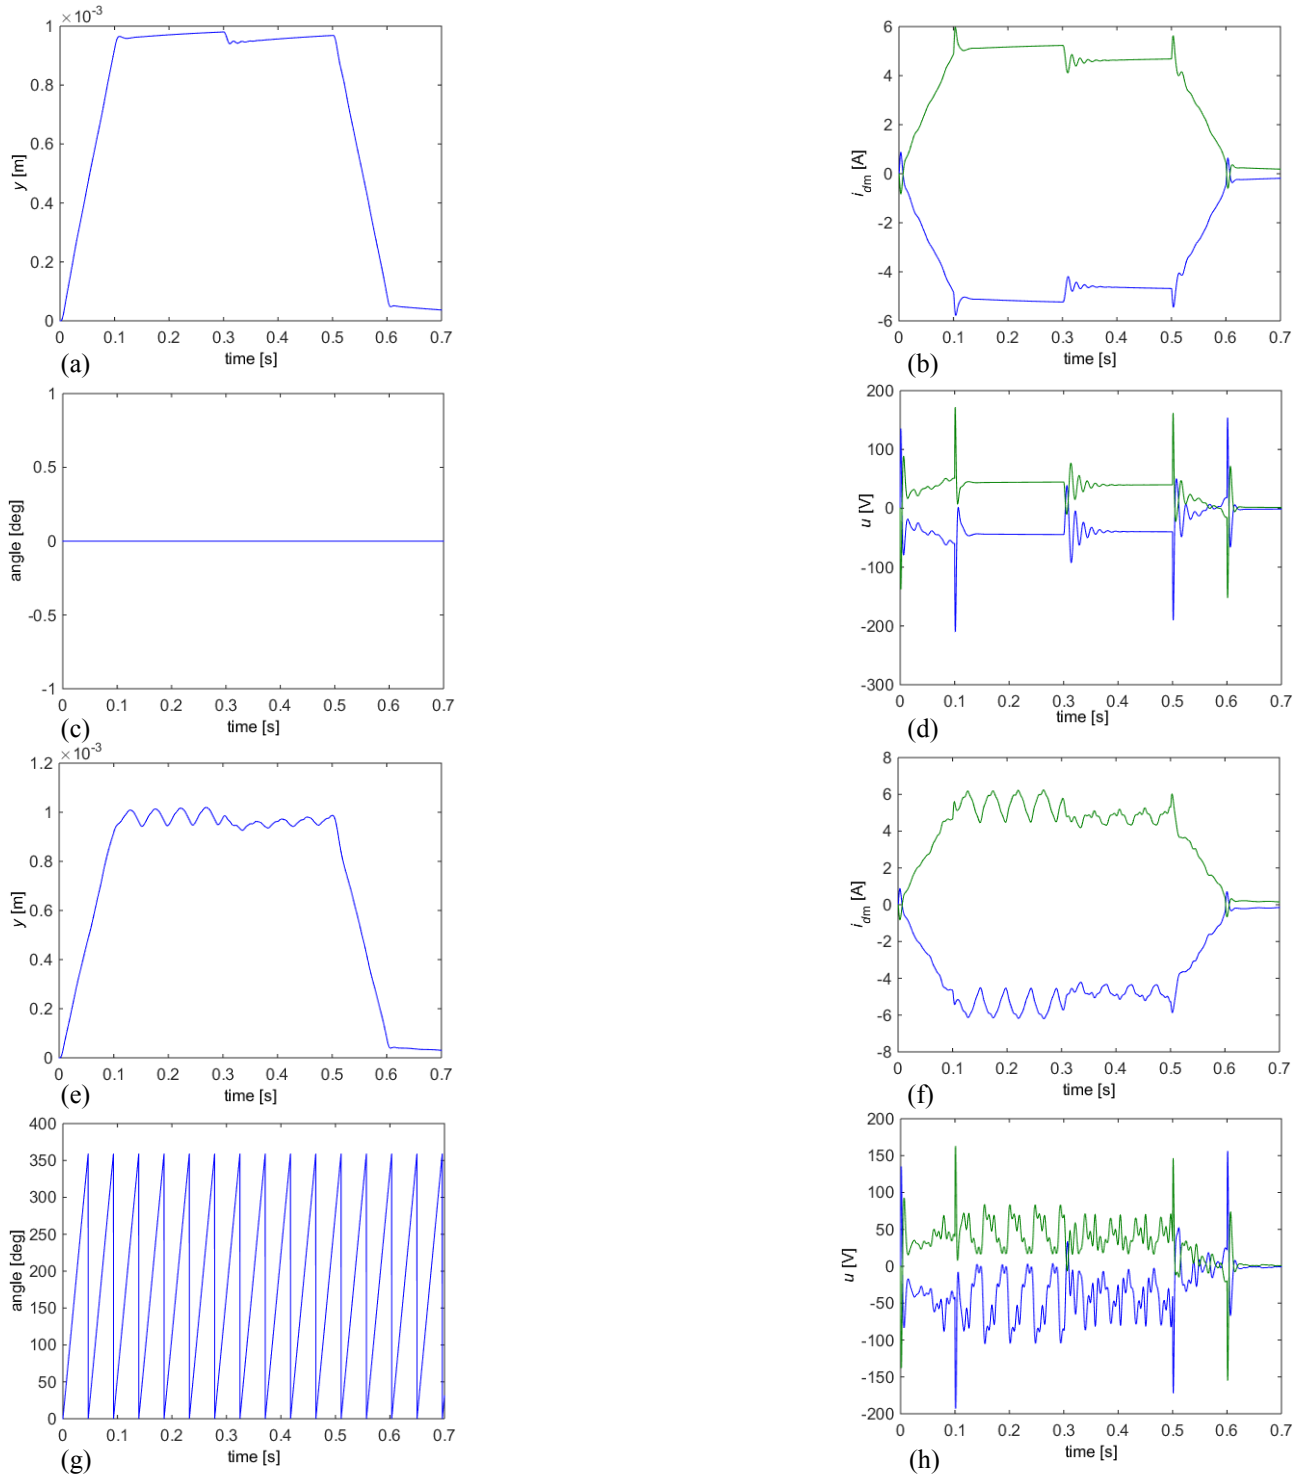 ×10⁻³
1
0.8
0.6
0.4
0.2
0
y [m]
0 0.1 0.2 0.3 0.4 0.5 0.6 0.7
time [s]
(a)
6
4
2
0
-2
-4
-6
i_dm [A]
0 0.1 0.2 0.3 0.4 0.5 0.6 0.7
time [s]
(b)
1
0.5
0
-0.5
-1
angle [deg]
0 0.1 0.2 0.3 0.4 0.5 0.6 0.7
time [s]
(c)
200
100
0
-100
-200
-300
u [V]
0 0.1 0.2 0.3 0.4 0.5 0.6 0.7
time [s]
(d)
×10⁻³
1.2
1
0.8
0.6
0.4
0.2
0
y [m]
0 0.1 0.2 0.3 0.4 0.5 0.6 0.7
time [s]
(e)
8
6
4
2
0
-2
-4
-6
-8
i_dm [A]
0 0.1 0.2 0.3 0.4 0.5 0.6 0.7
time [s]
(f)
400
350
300
250
200
150
100
50
0
angle [deg]
0 0.1 0.2 0.3 0.4 0.5 0.6 0.7
time [s]
(g)
200
150
100
50
0
-50
-100
-150
-200
u [V]
0 0.1 0.2 0.3 0.4 0.5 0.6 0.7
time [s]
(h)